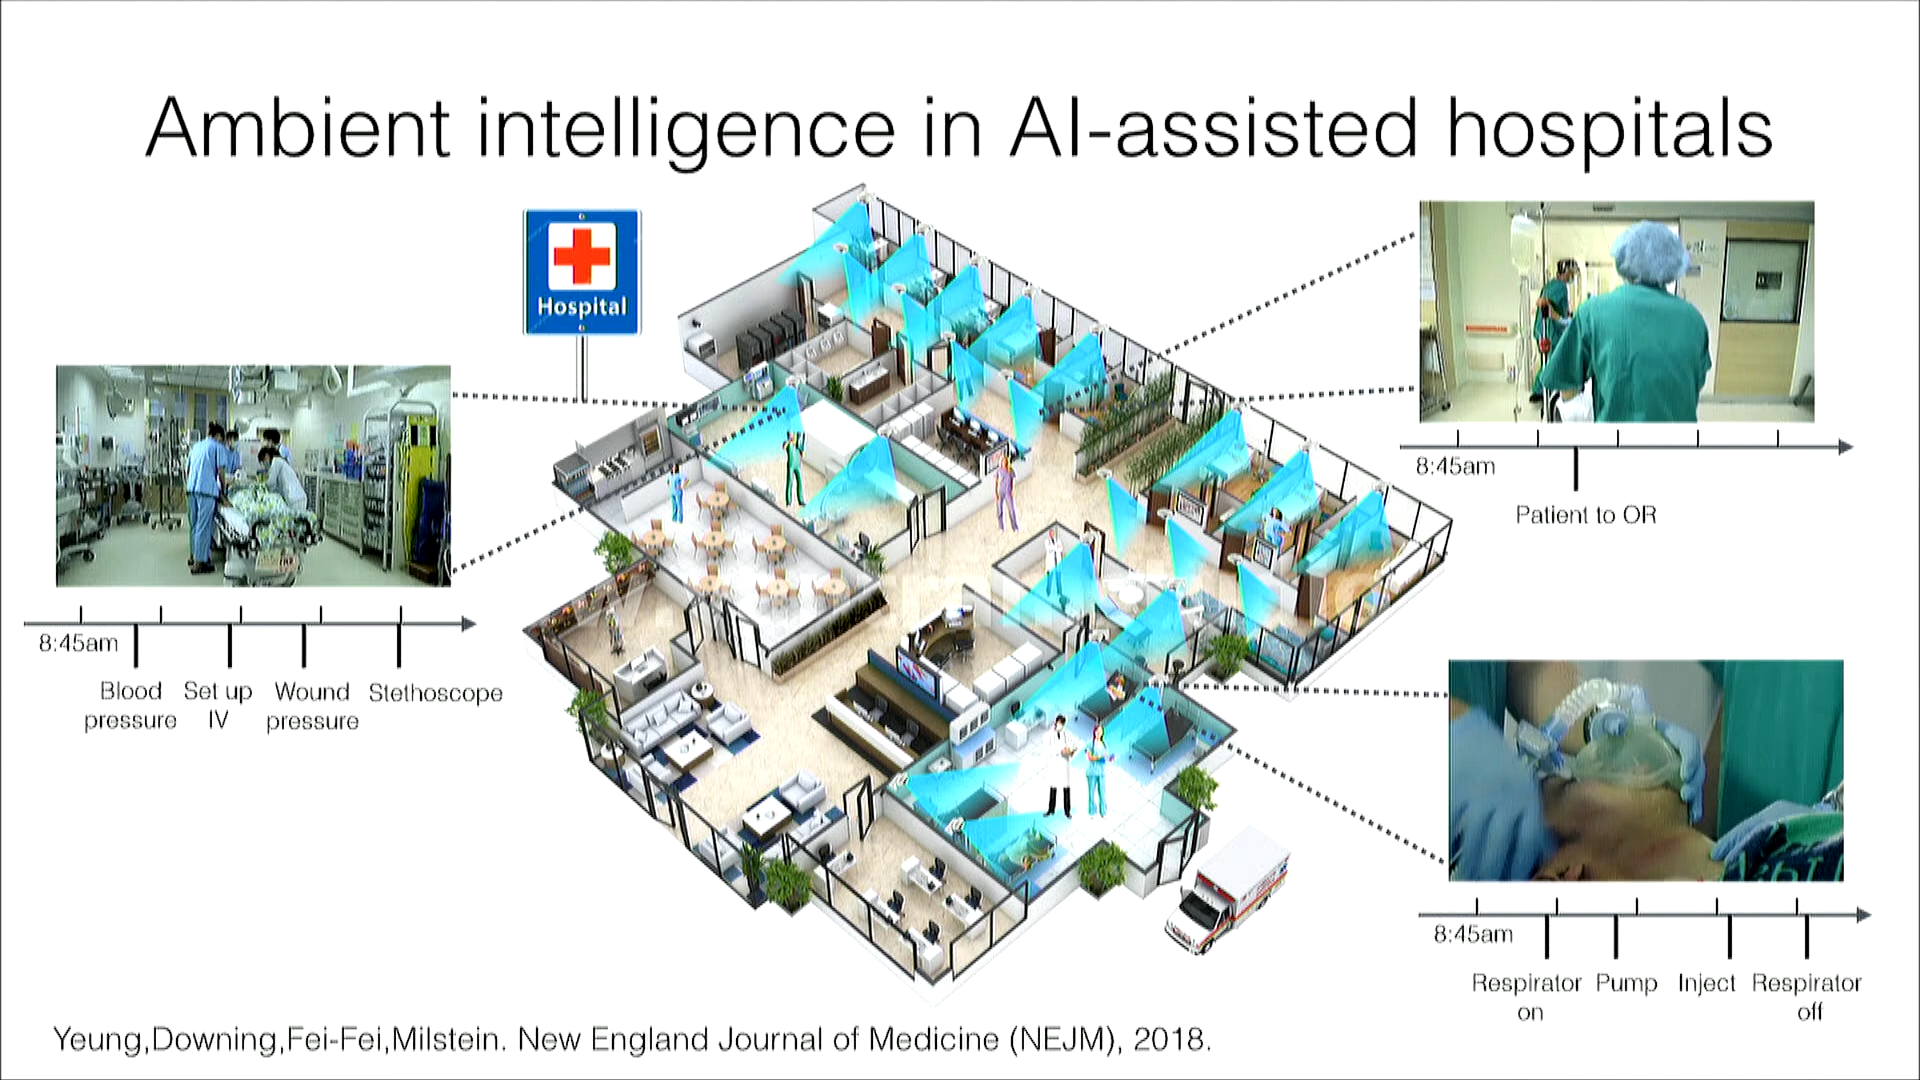 Ambient intelligence in AI-assisted hospitals
Hospital
8:45am
Blood pressure
Set up IV
Wound pressure
Stethoscope
8:45am
Patient to OR
8:45am
Respirator on
Pump
Inject
Respirator off
Yeung,Downing,Fei-Fei,Milstein. New England Journal of Medicine (NEJM), 2018.